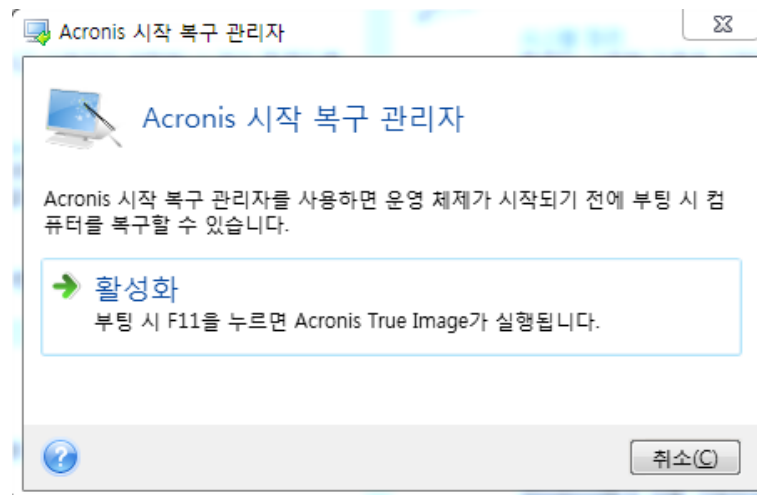 Acronis 시작 복구 관리자
Acronis 시작 복구 관리자
Acronis 시작 복구 관리자를 사용하면 운영 체제가 시작되기 전에 부팅 시 컴
퓨터를 복구할 수 있습니다.
활성화
부팅 시 F11을 누르면 Acronis True Image가 실행됩니다.
취소(C)